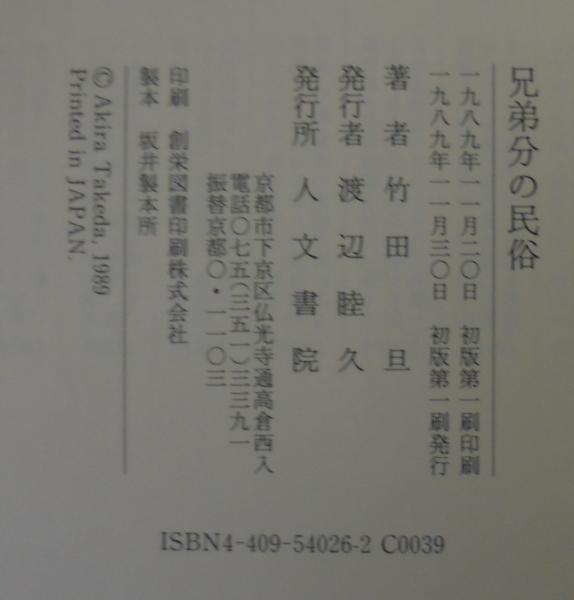 兄弟分の民俗
一九八九年一一月二〇日 初版第一刷印刷
一九八九年一一月三〇日 初版第一刷発行
著者 竹田旦
発行者 渡辺睦久
発行所 人文書院
京都市下京区仏光寺通高倉西入
電話〇七五(三五一)三三九一
振替京都〇・一一〇三
印刷 創栄図書印刷株式会社
製本 坂井製本所
© Akira Takeda, 1989
Printed in JAPAN.
ISBN4-409-54026-2 C0039